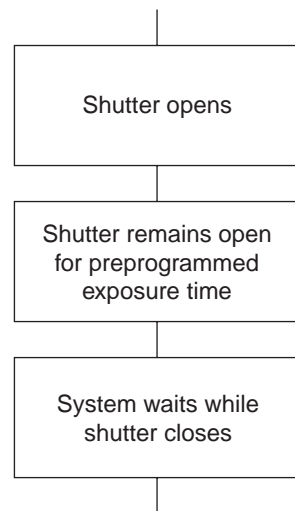 Shutter opens
Shutter remains open
for preprogrammed
exposure time
System waits while
shutter closes